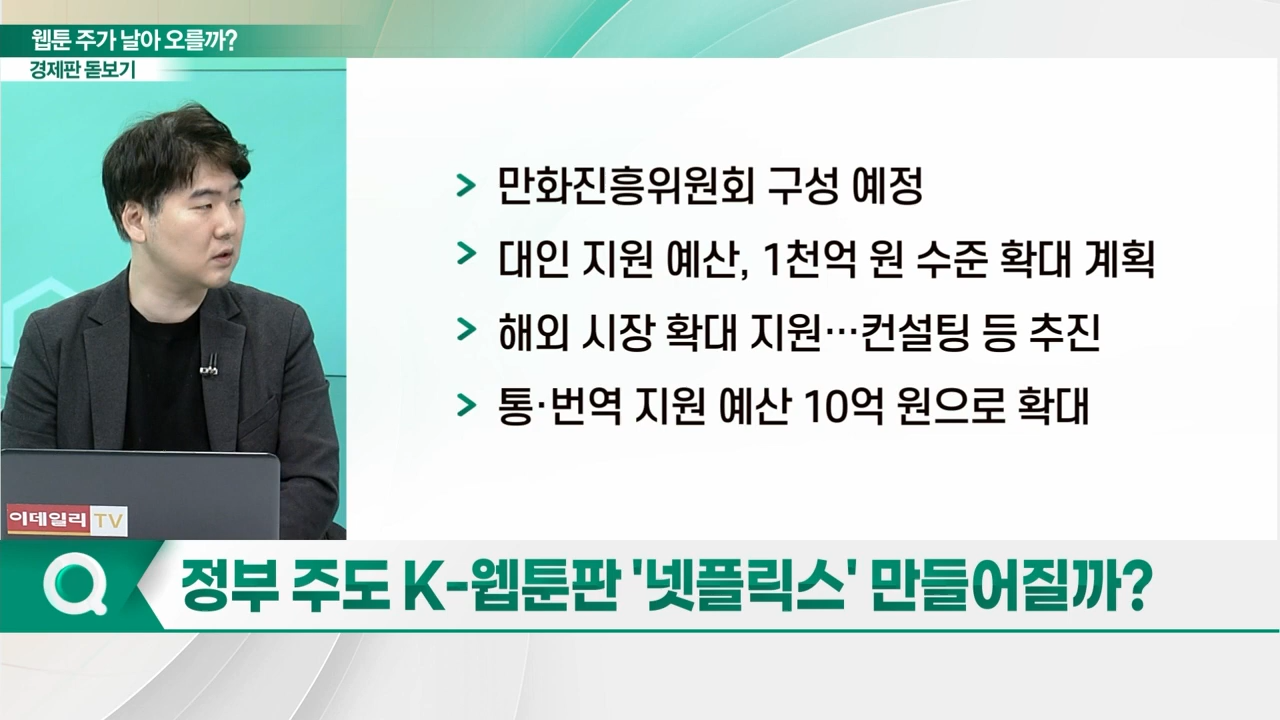 웹툰 주가 날아 오를까?
경제판 돋보기
> 만화진흥위원회 구성 예정
> 대인 지원 예산, 1천억 원 수준 확대 계획
> 해외 시장 확대 지원…컨설팅 등 추진
> 통·번역 지원 예산 10억 원으로 확대
이데일리 TV
정부 주도 K-웹툰판 '넷플릭스' 만들어질까?